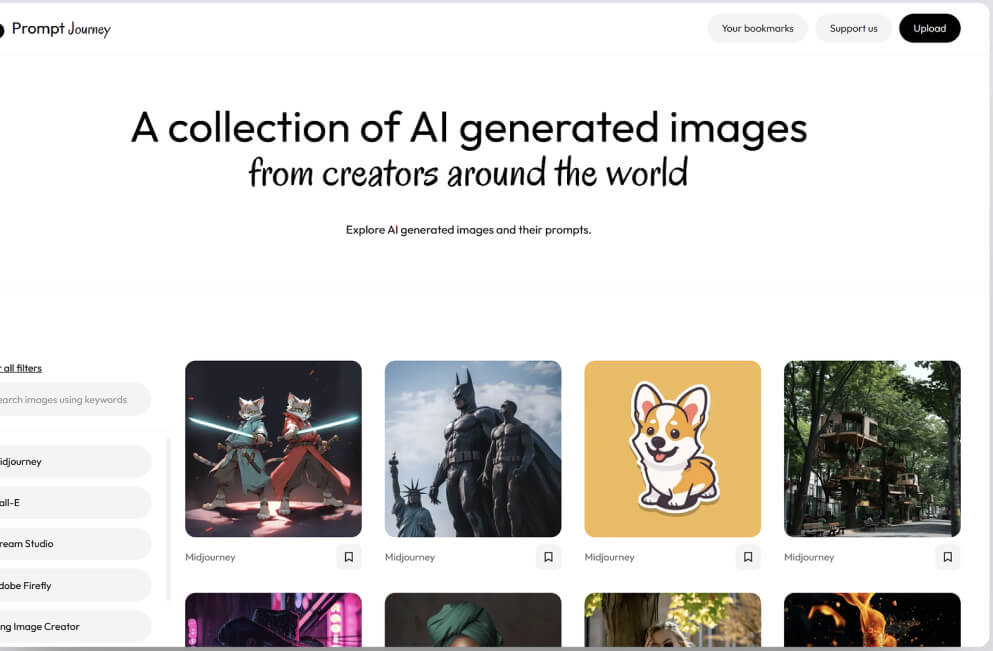 Prompt Journey
Your bookmarks
Support us
Upload
A collection of AI generated images
from creators around the world
Explore AI generated images and their prompts.
all filters
earch images using keywords
idjourney
all-E
ream Studio
dobe Firefly
ng Image Creator
Midjourney
Midjourney
Midjourney
Midjourney